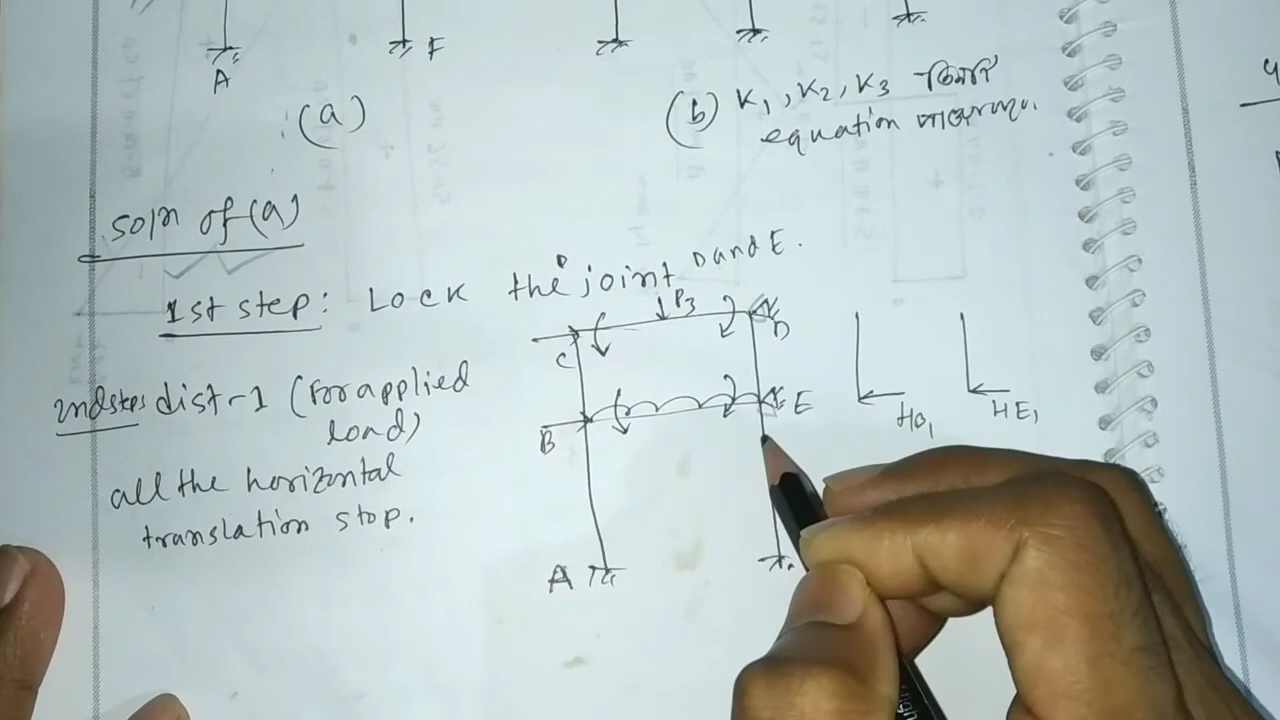 A
F
(a)
(b) K1, K2, K3
equation
soln of (a)
1st step: Lock the joint D and E.
P3
C
D
2nd step dist-1 (For applied
load)
B
E
HD1
HE1
all the horizontal
translation stop.
A